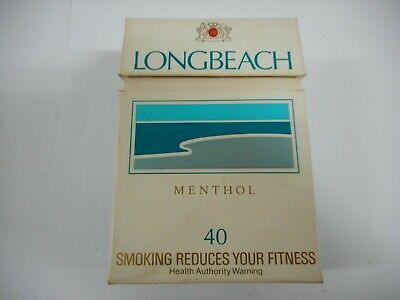 LONGBEACH
MENTHOL
40
SMOKING REDUCES YOUR FITNESS
Health Authority Warning